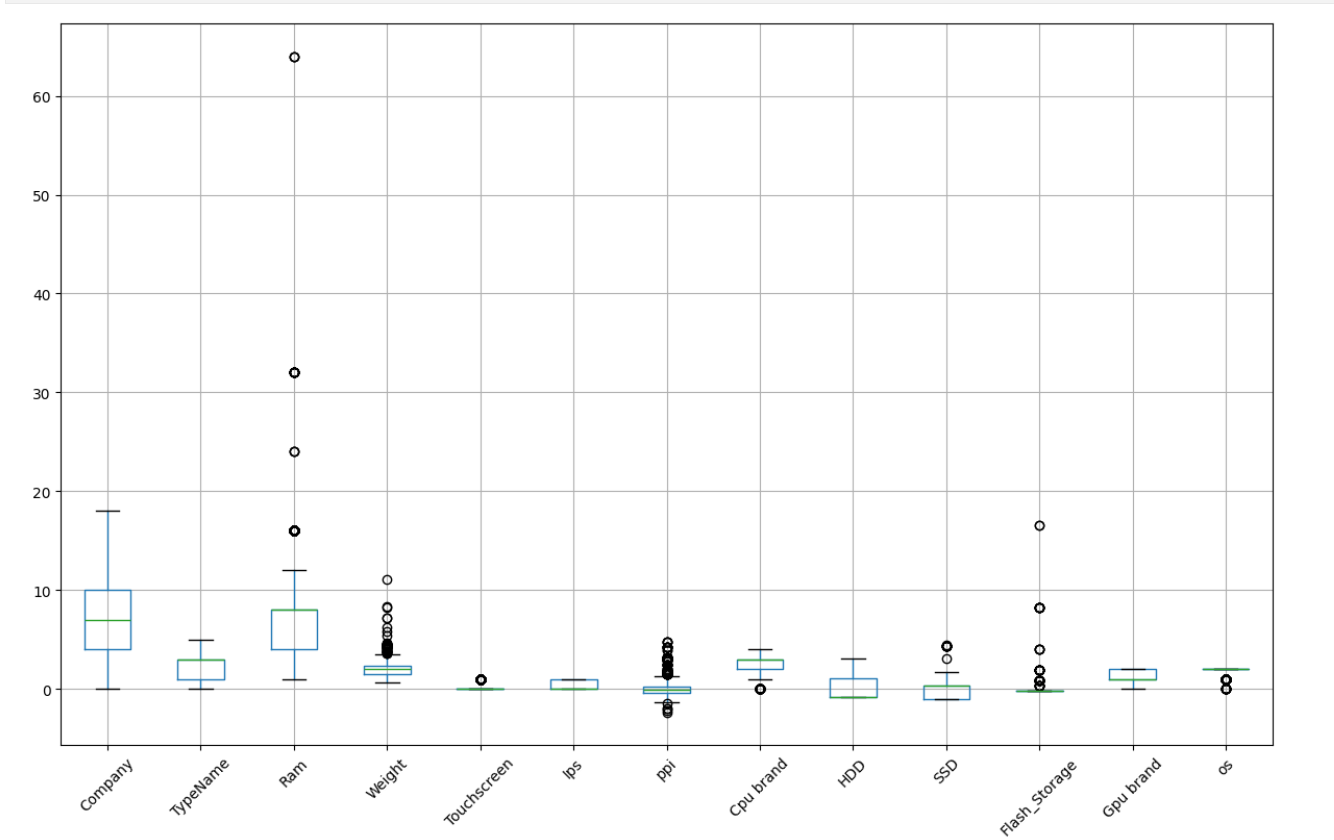 60
50
40
30
20
10
0
Company
TypeName
Ram
Weight
Touchscreen
Ips
ppi
Cpu brand
HDD
SSD
Flash_Storage
Gpu brand
os